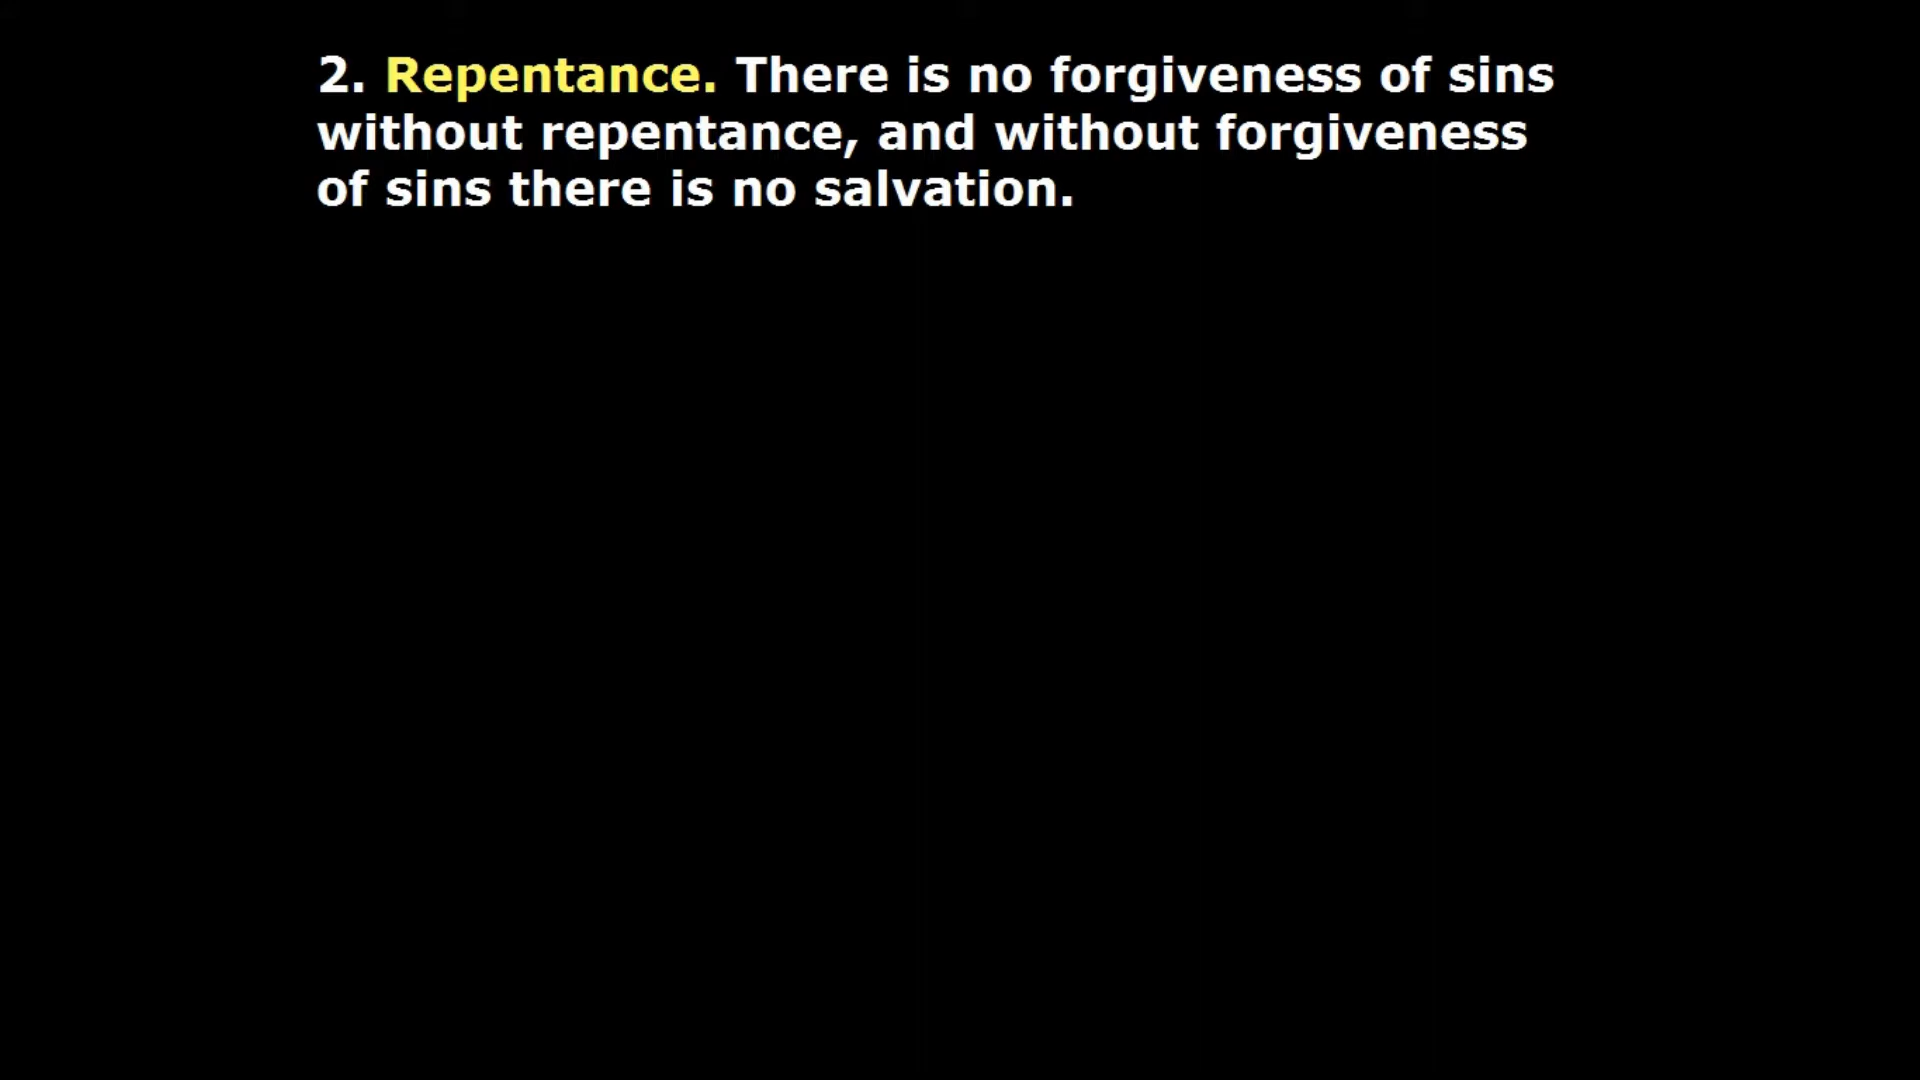 2. Repentance. There is no forgiveness of sins
without repentance, and without forgiveness
of sins there is no salvation.